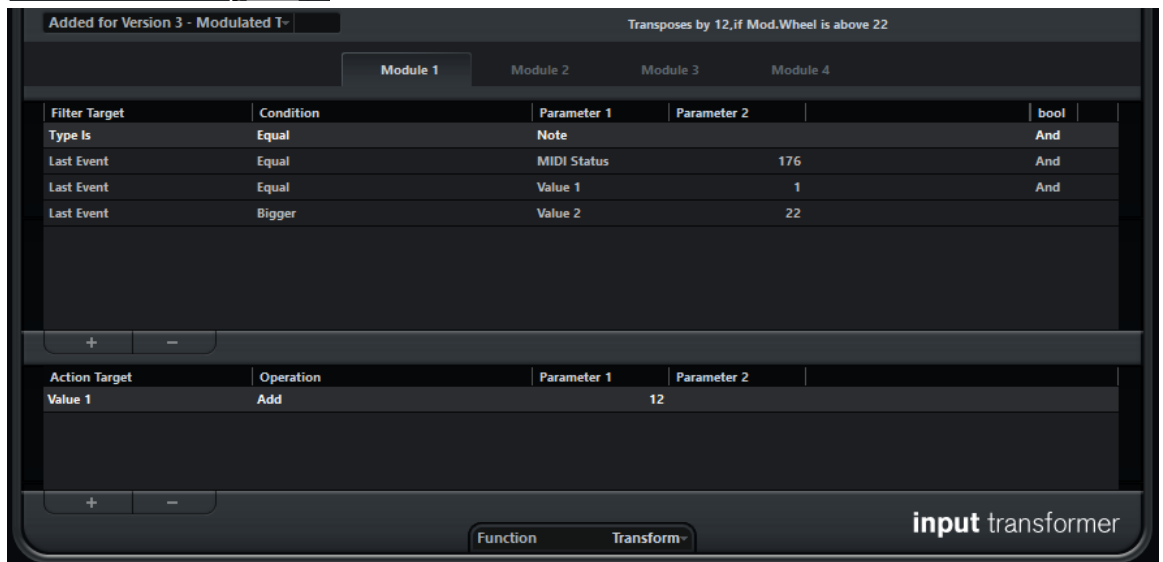 Added for Version 3 - Modulated T
Transposes by 12,if Mod.Wheel is above 22
Module 1 Module 2 Module 3 Module 4
Filter Target Condition Parameter 1 Parameter 2 bool
Type Is Equal Note And
Last Event Equal MIDI Status 176 And
Last Event Equal Value 1 1 And
Last Event Bigger Value 2 22
+ −
Action Target Operation Parameter 1 Parameter 2
Value 1 Add 12
+ −
input transformer
Function Transform